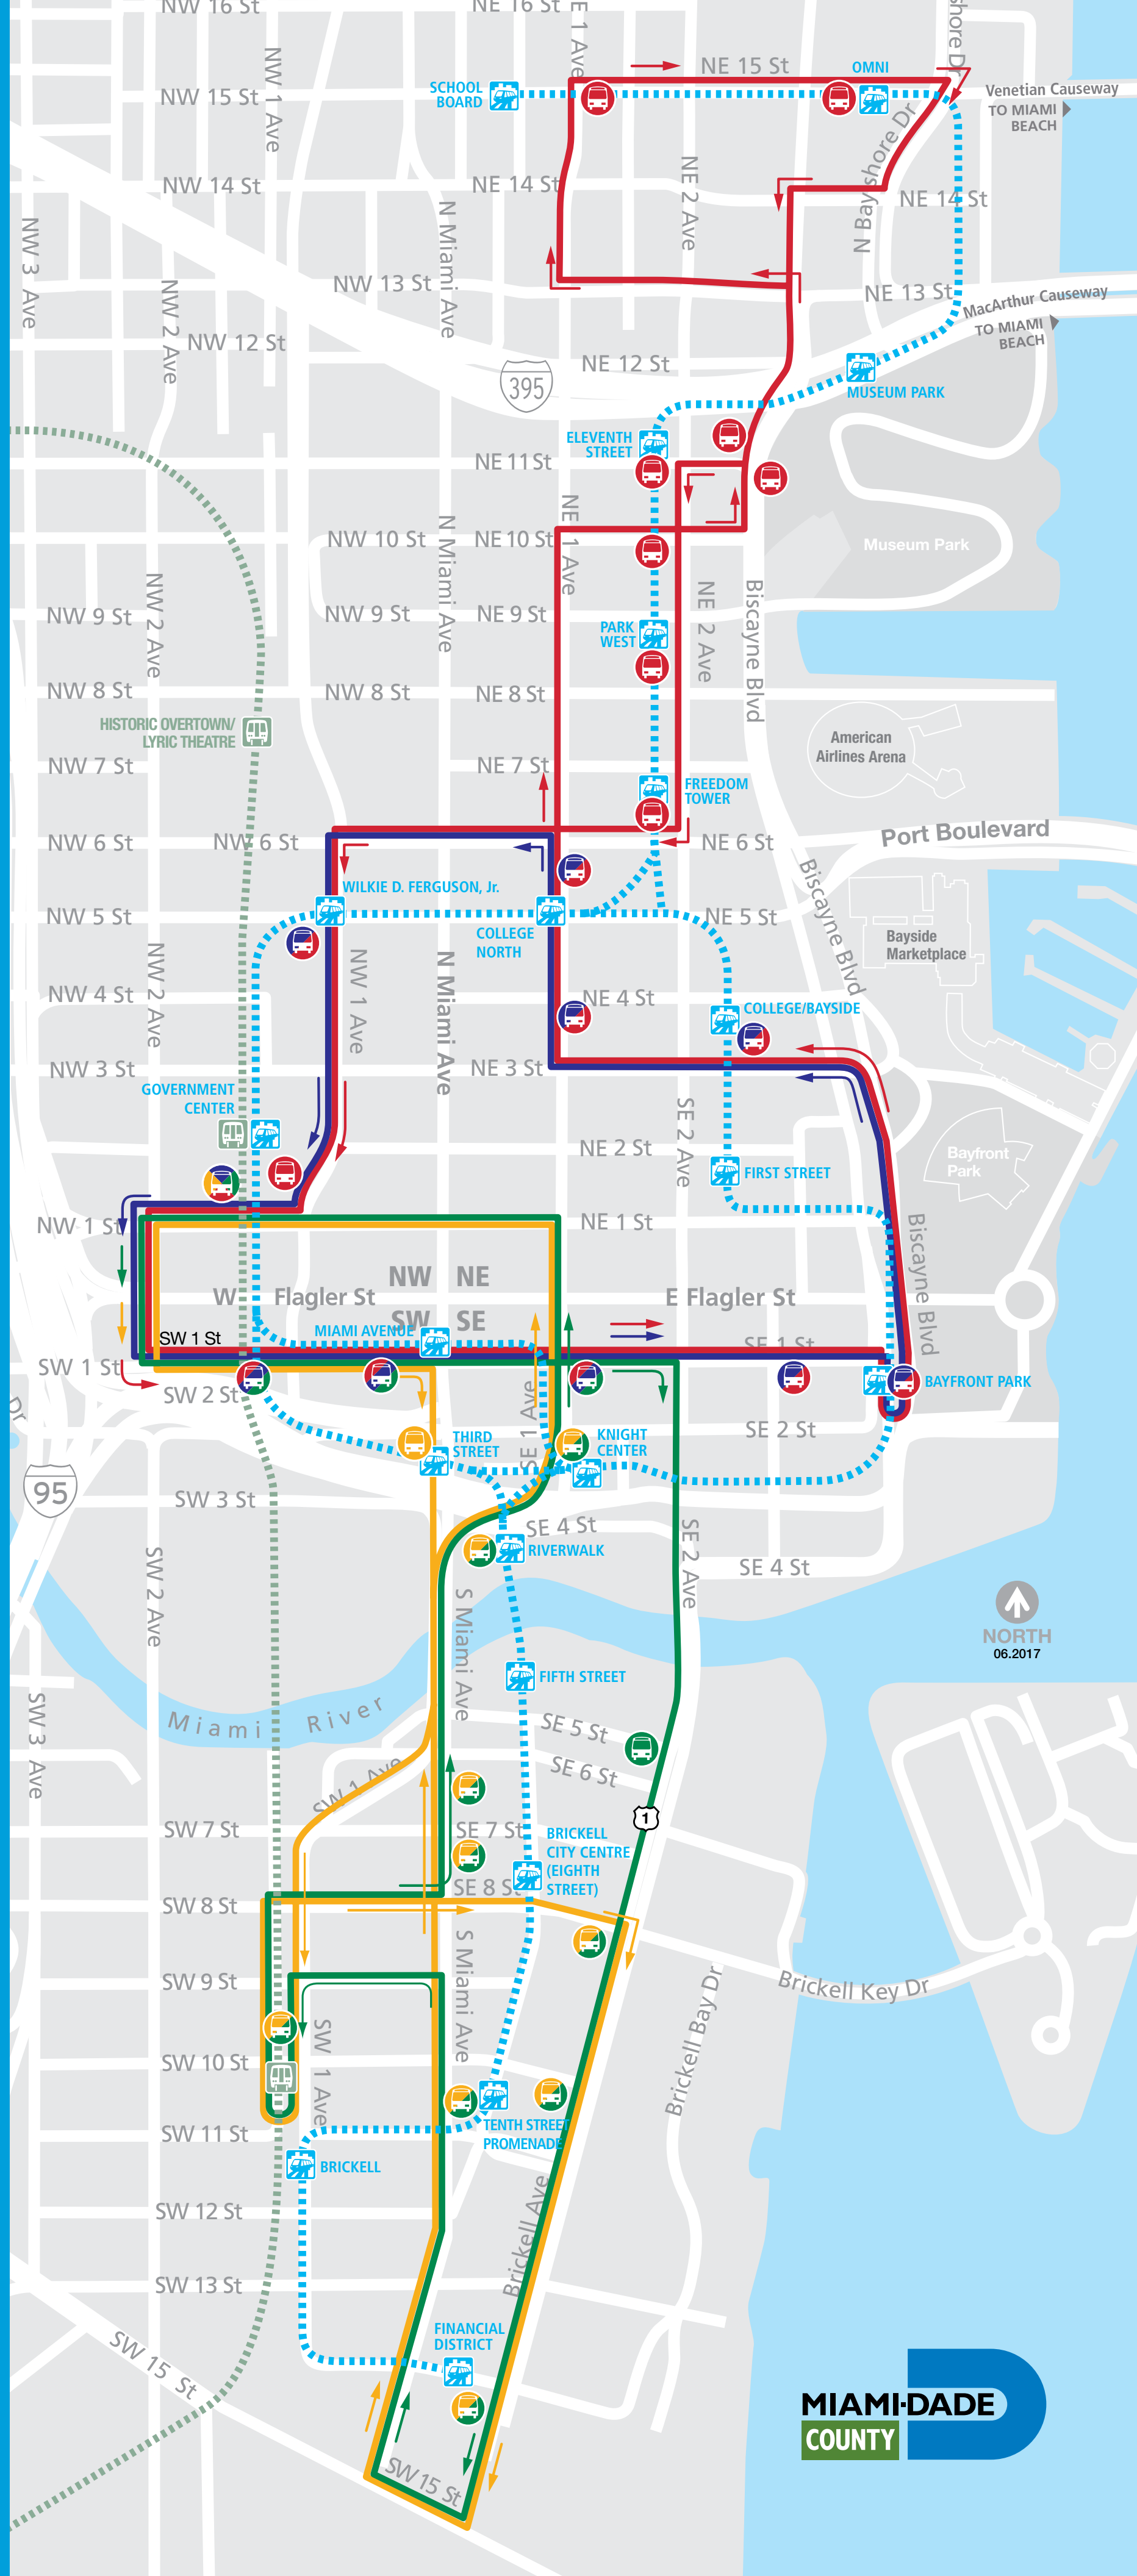 NW 16 St
NE 16 St
E 1 Ave
shore Dr
NW 1 Ave
NE 15 St
OMNI
SCHOOL
BOARD
NW 15 St
Venetian Causeway
TO MIAMI
BEACH
N Bayshore Dr
NW 14 St
NE 14 St
NE 2 Ave
NE 14 St
N Miami Ave
NW 3 Ave
NW 2 Ave
NW 13 St
NE 13 St
MacArthur Causeway
TO MIAMI
BEACH
NW 12 St
NE 12 St
395
MUSEUM PARK
ELEVENTH
STREET
NE 11 St
NE 1 Ave
N Miami Ave
NW 10 St
NE 10 St
Museum Park
NW 2 Ave
NE 2 Ave
Biscayne Blvd
NW 9 St
NW 9 St
NE 9 St
PARK
WEST
NW 8 St
NW 8 St
NE 8 St
HISTORIC OVERTOWN/
LYRIC THEATRE
American
Airlines Arena
NW 7 St
NE 7 St
FREEDOM
TOWER
NW 6 St
NW 6 St
NE 6 St
Port Boulevard
Biscayne Blvd
WILKIE D. FERGUSON, Jr.
NW 5 St
NE 5 St
COLLEGE
NORTH
Bayside
Marketplace
NW 2 Ave
NW 1 Ave
N Miami Ave
NW 4 St
NE 4 St
COLLEGE/BAYSIDE
NW 3 St
NE 3 St
GOVERNMENT
CENTER
SE 2 Ave
NE 2 St
Bayfront
Park
FIRST STREET
NW 1 St
NE 1 St
Biscayne Blvd
NW
NE
W Flagler St
E Flagler St
SW
SE
MIAMI AVENUE
SW 1 St
SE 1 St
SW 1 St
SW 2 St
BAYFRONT PARK
SE 1 Ave
Dr
THIRD
STREET
KNIGHT
CENTER
SE 2 St
95
SW 3 St
SE 4 St
RIVERWALK
SE 4 St
SW 2 Ave
S Miami Ave
SE 2 Ave
NORTH
06.2017
FIFTH STREET
Miami River
SW 3 Ave
SE 5 St
SE 6 St
SW 1 Ave
1
SW 7 St
SE 7 St
BRICKELL
CITY CENTRE
(EIGHTH
STREET)
SW 8 St
SE 8 St
SW 9 St
S Miami Ave
Brickell Key Dr
Brickell Bay Dr
SW 10 St
SW 1 Ave
TENTH STREET
PROMENADE
SW 11 St
BRICKELL
SW 12 St
Brickell Ave
SW 13 St
FINANCIAL
DISTRICT
SW 15 St
SW 15 St
MIAMI-DADE
COUNTY